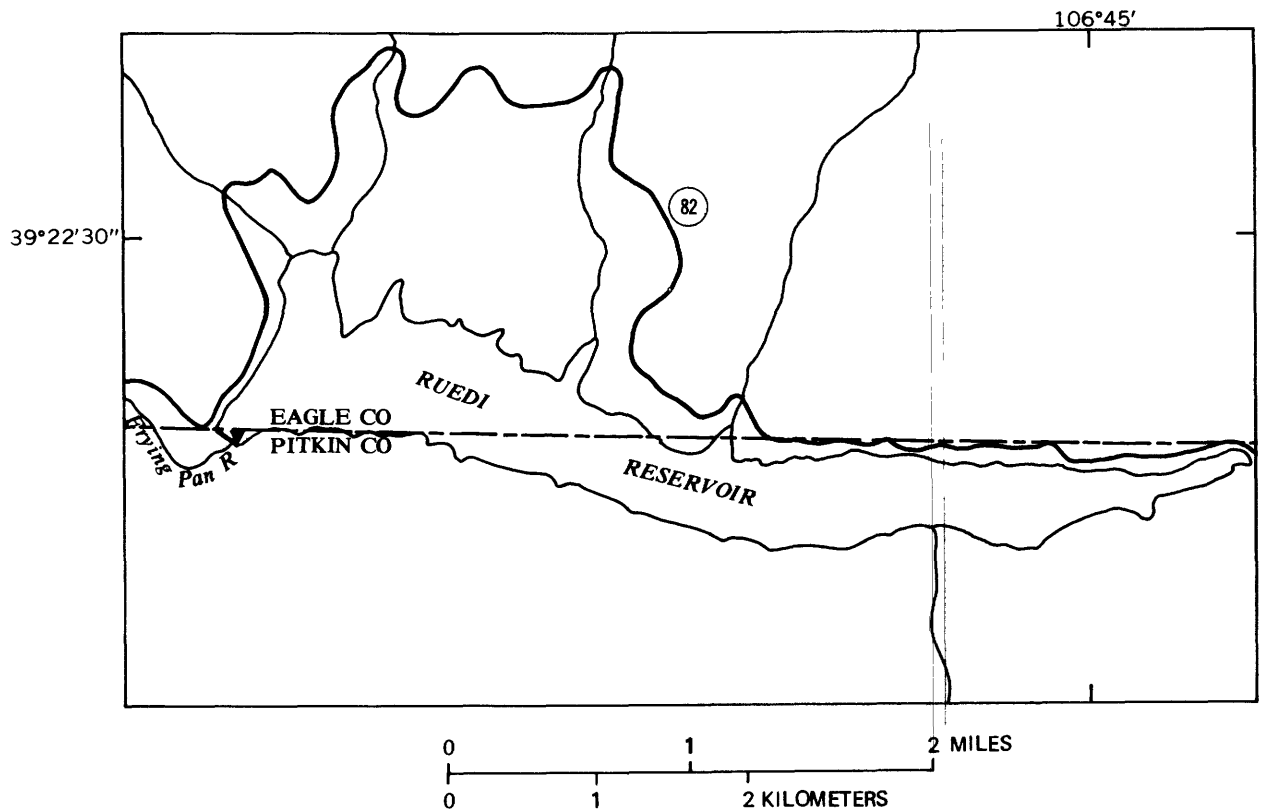 106°45'
82
39°22'30"
RUEDI
EAGLE CO
PITKIN CO
Frying Pan R
RESERVOIR
0 1 2 MILES
0 1 2 KILOMETERS